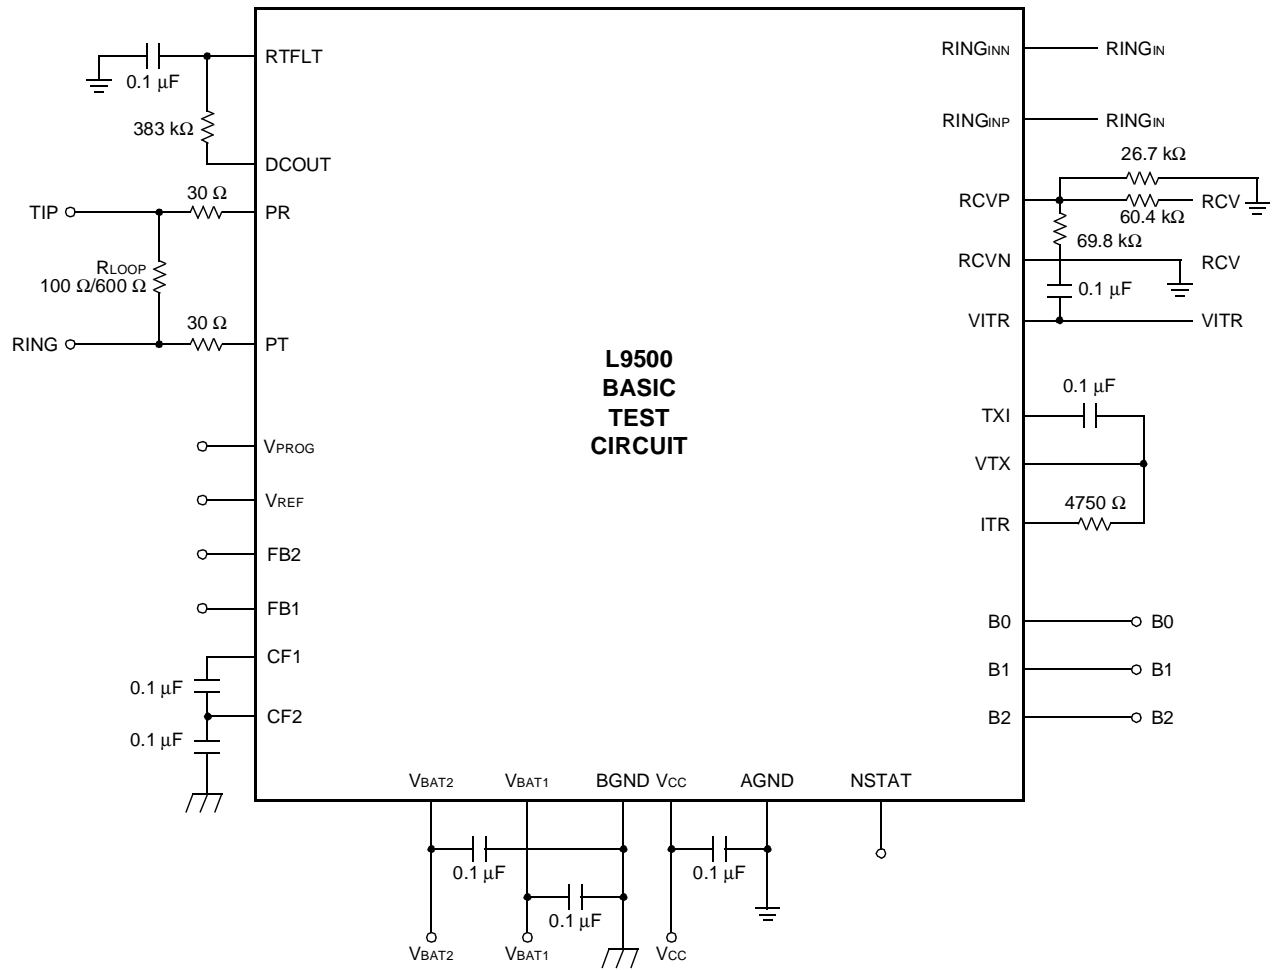 RTFLT
0.1 μF
383 kΩ
DCOUT
30 Ω
TIP
PR
RLOOP
100 Ω/600 Ω
30 Ω
RING
PT
VPROG
VREF
FB2
FB1
CF1
0.1 μF
CF2
0.1 μF
L9500
BASIC
TEST
CIRCUIT
RINGINN
RINGIN
RINGINP
RINGIN
26.7 kΩ
RCVP
RCV
60.4 kΩ
69.8 kΩ
RCVN
RCV
0.1 μF
VITR
VITR
0.1 μF
TXI
VTX
4750 Ω
ITR
B0
B0
B1
B1
B2
B2
VBAT2
VBAT1
BGND
VCC
AGND
NSTAT
0.1 μF
0.1 μF
0.1 μF
VBAT2
VBAT1
VCC